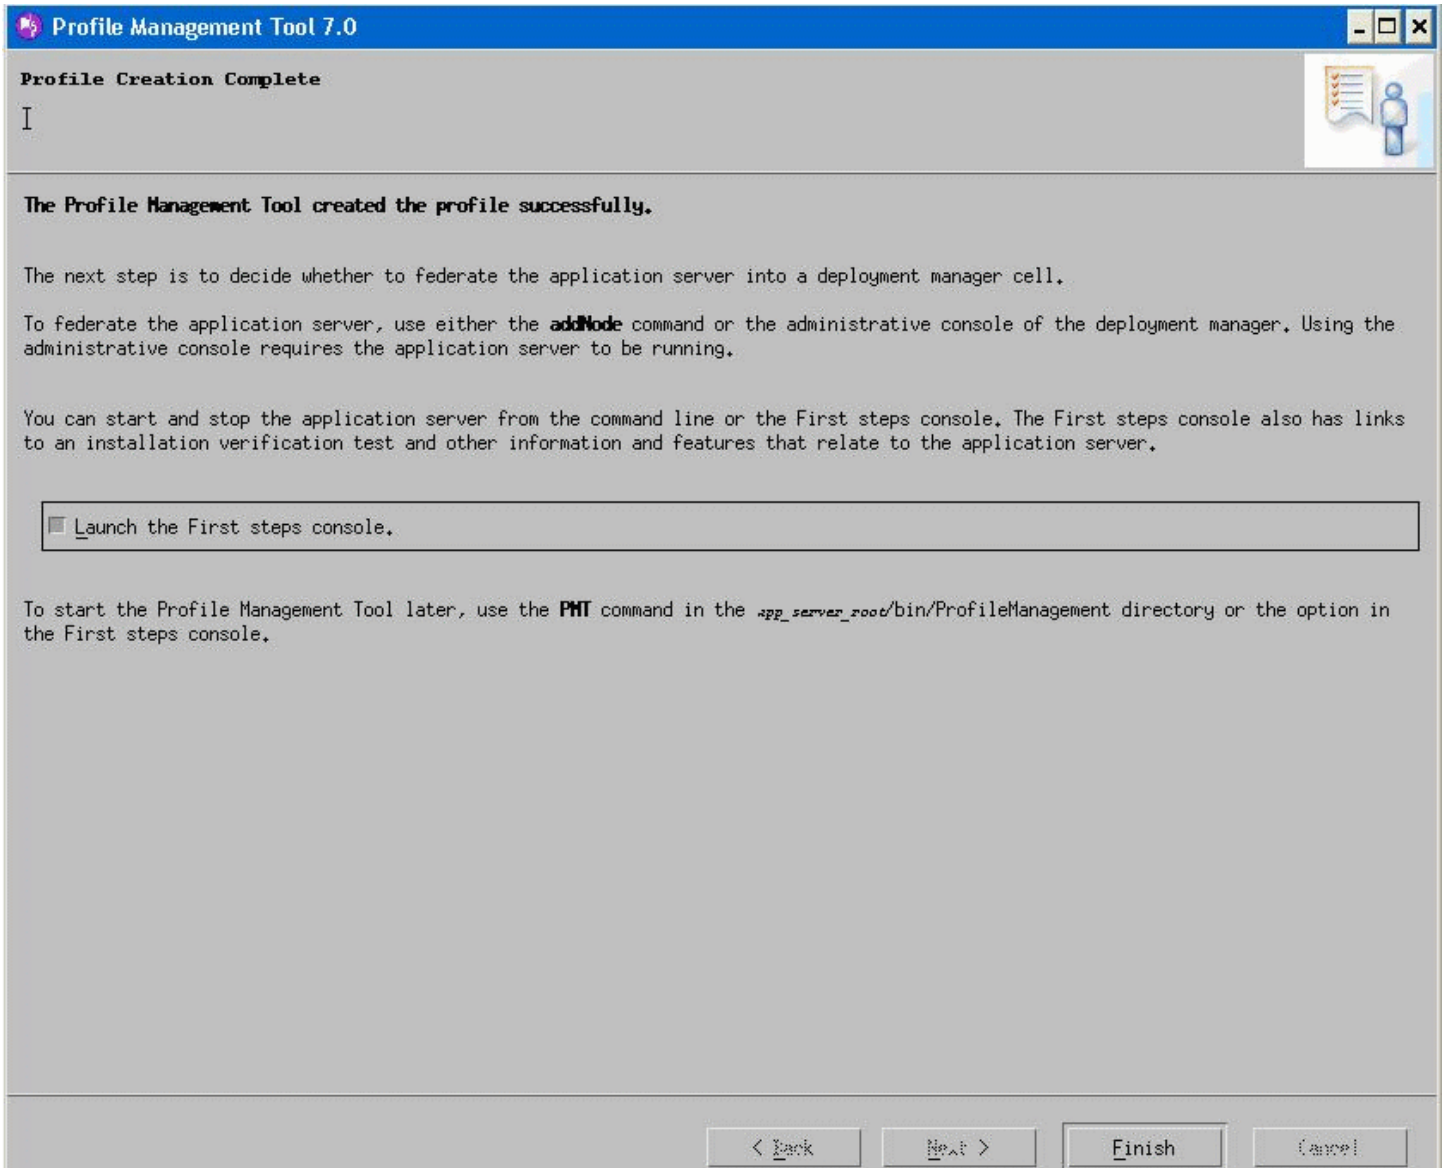 Profile Management Tool 7.0
Profile Creation Complete
The Profile Management Tool created the profile successfully.
The next step is to decide whether to federate the application server into a deployment manager cell.
To federate the application server, use either the addNode command or the administrative console of the deployment manager. Using the
administrative console requires the application server to be running.
You can start and stop the application server from the command line or the First steps console. The First steps console also has links
to an installation verification test and other information and features that relate to the application server.
Launch the First steps console.
To start the Profile Management Tool later, use the PMT command in the app_server_root/bin/ProfileManagement directory or the option in
the First steps console.
< Back Next > Finish Cancel